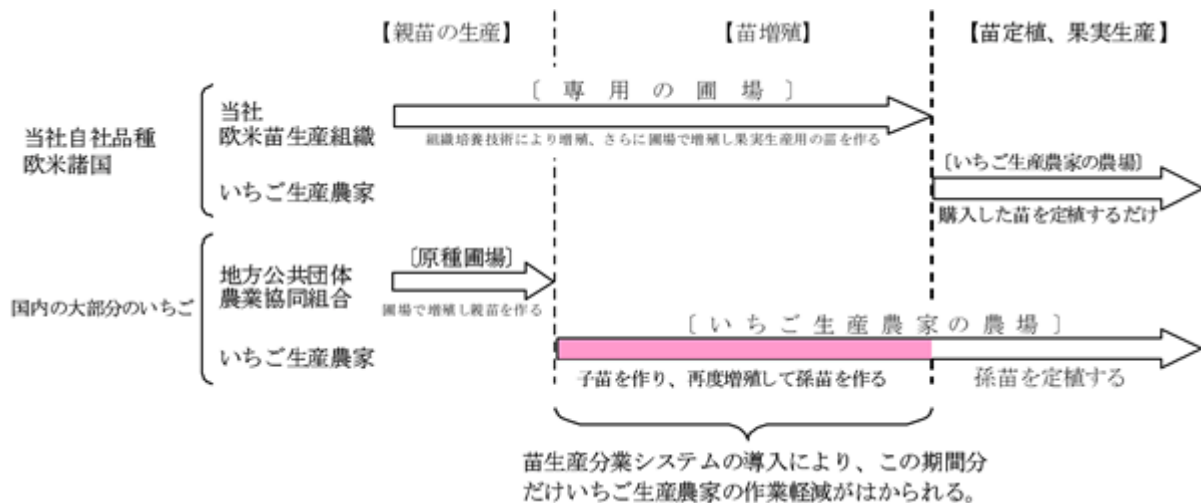 【親苗の生産】
【苗増殖】
【苗定植、果実生産】
〔専用の圃場〕
当社
欧米苗生産組織
組織培養技術により増殖、さらに圃場で増殖し果実生産用の苗を作る
当社自社品種
欧米諸国
いちご生産農家
〔いちご生産農家の農場〕
購入した苗を定植するだけ
〔原種圃場〕
地方公共団体
農業協同組合
圃場で増殖し親苗を作る
国内の大部分のいちご
〔いちご生産農家の農場〕
いちご生産農家
子苗を作り、再度増殖して孫苗を作る
孫苗を定植する
苗生産分業システムの導入により、この期間分
だけいちご生産農家の作業軽減がはかられる。